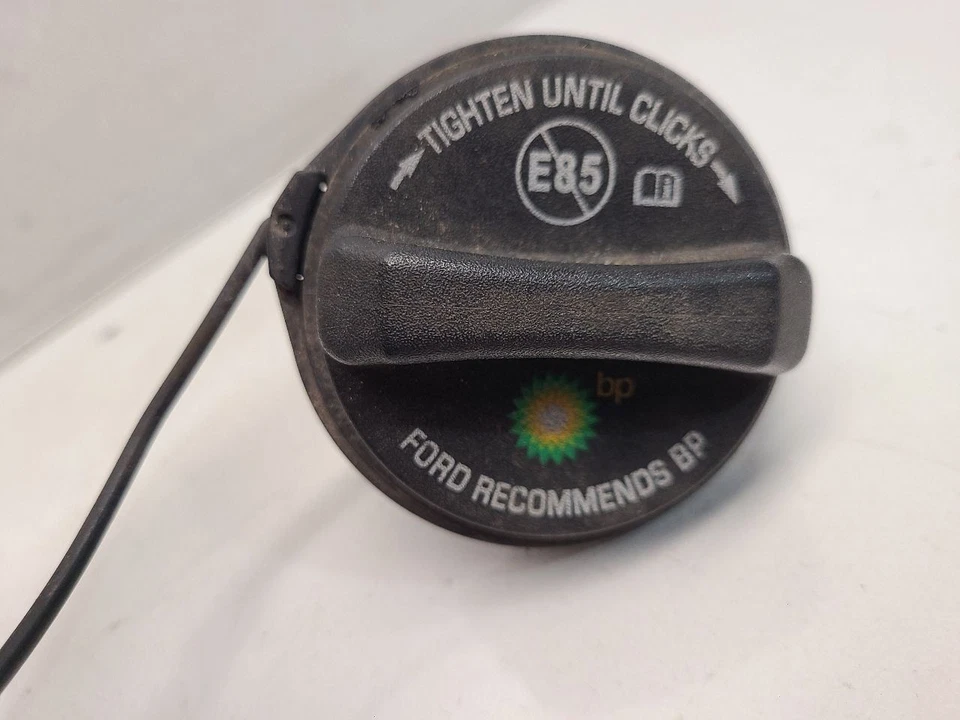 TIGHTEN UNTIL CLICKS
E85
bp
FORD RECOMMENDS BP